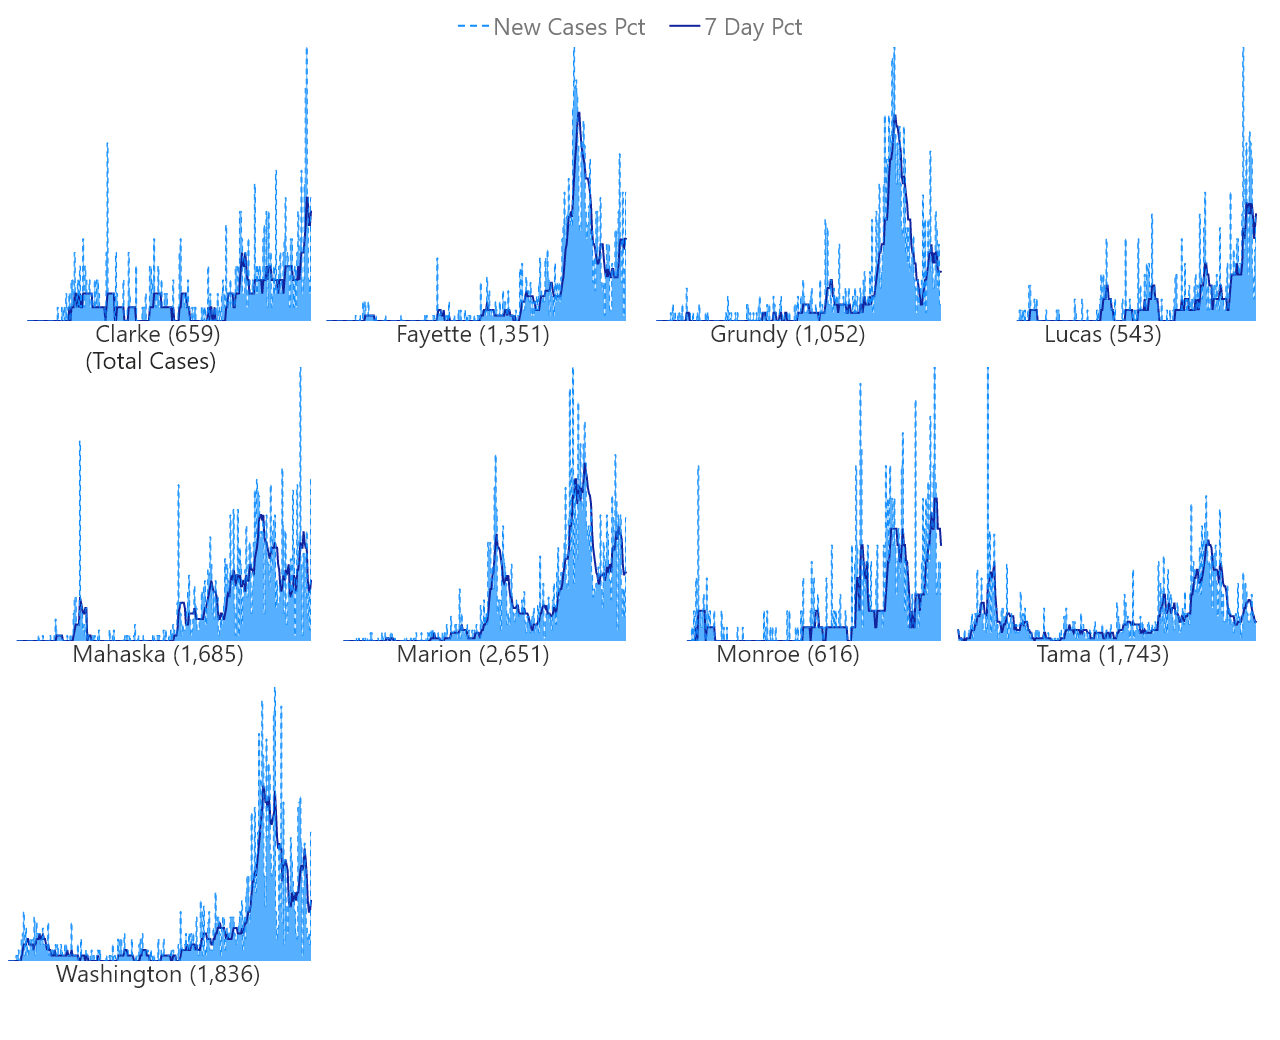 New Cases Pct 7 Day Pct
Clarke (659) Fayette (1,351) Grundy (1,052) Lucas (543)
(Total Cases)
Mahaska (1,685) Marion (2,651) Monroe (616) Tama (1,743)
Washington (1,836)